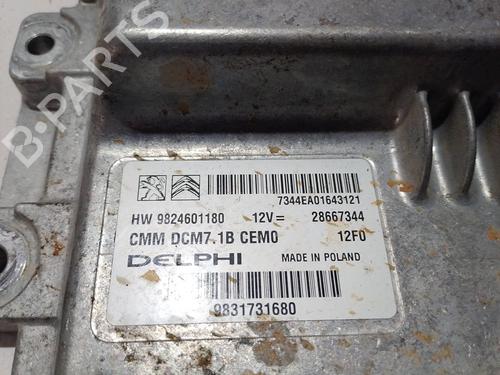 B-PARTS
7344EA01643121
HW 9824601180 12V= 28667344
CMM DCM7.1B CEM0 12F0
DELPHI MADE IN POLAND
9831731680